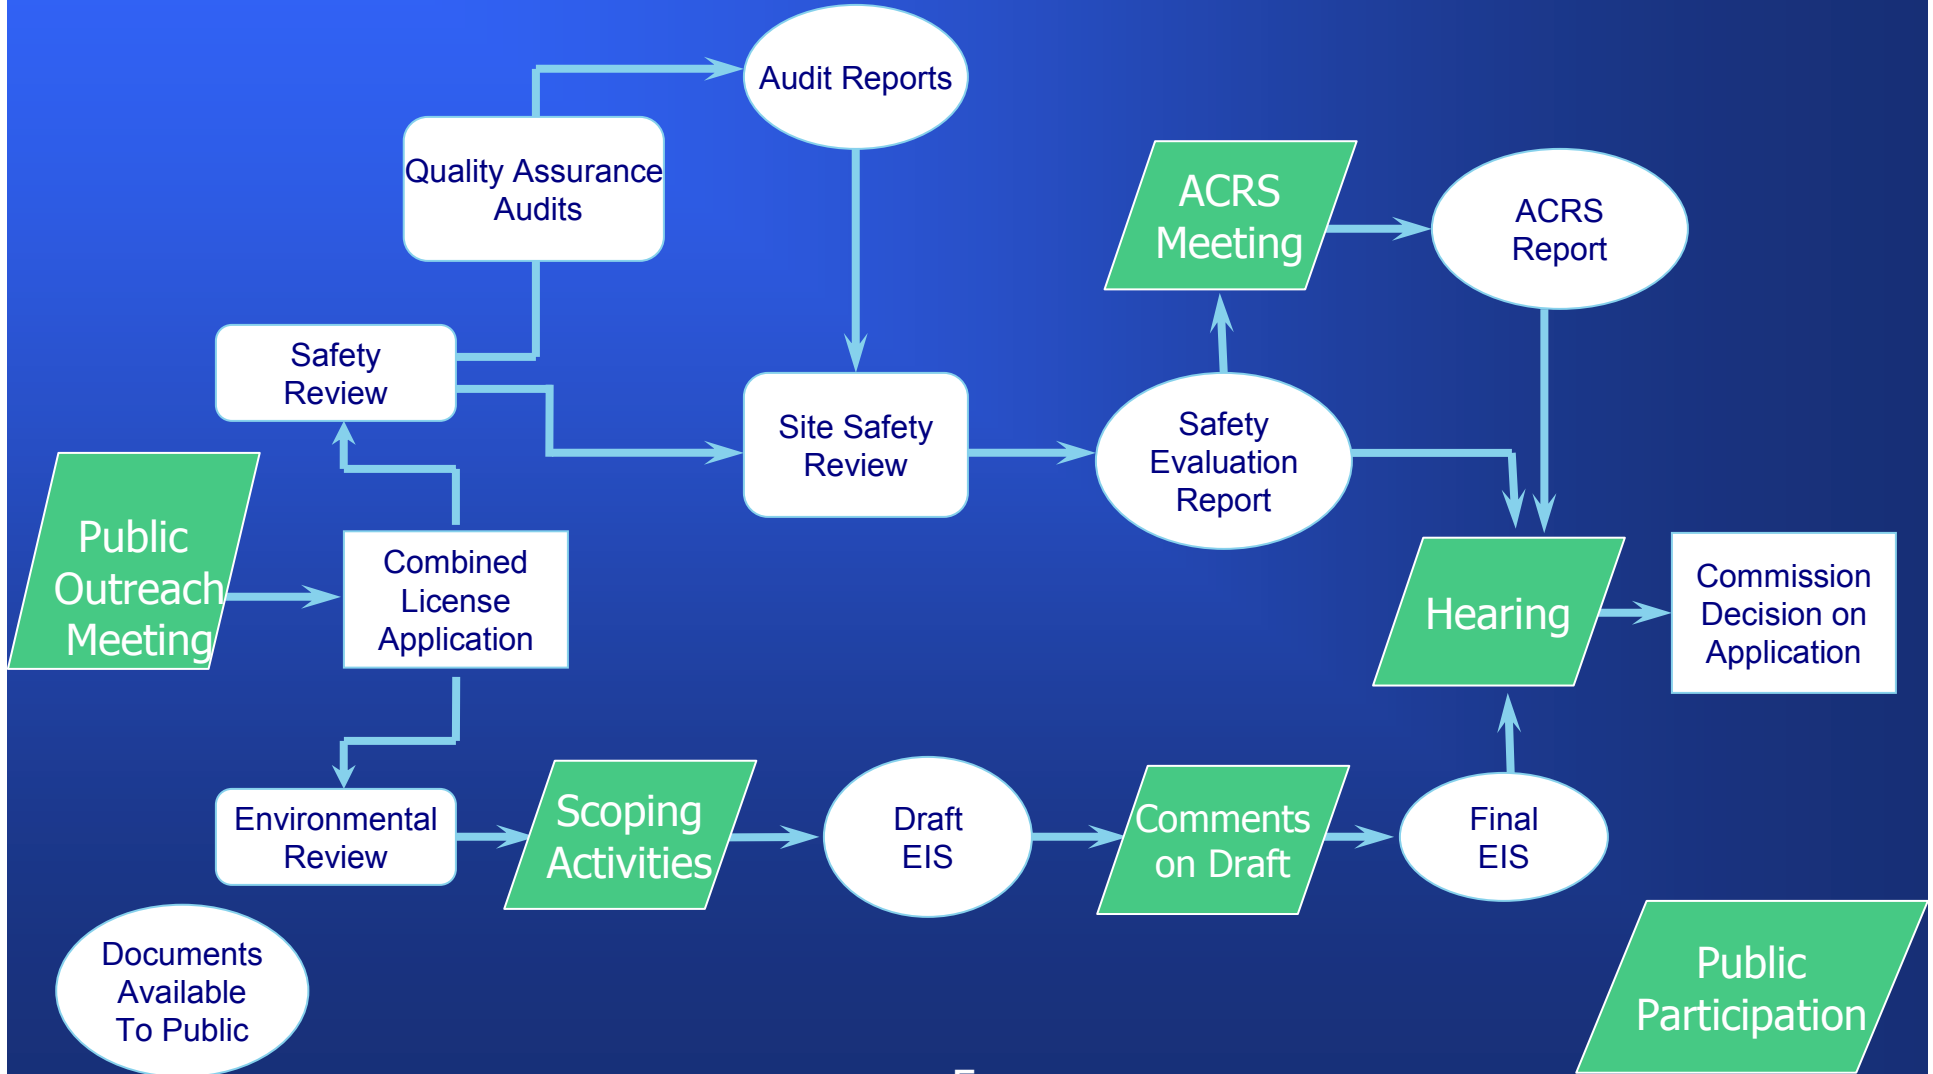 Audit Reports
Quality Assurance
Audits
ACRS
Meeting
ACRS
Report
Safety
Review
Site Safety
Review
Safety
Evaluation
Report
Public
Outreach
Meeting
Combined
License
Application
Hearing
Commission
Decision on
Application
Environmental
Review
Scoping
Activities
Draft
EIS
Comments
on Draft
Final
EIS
Documents
Available
To Public
Public
Participation